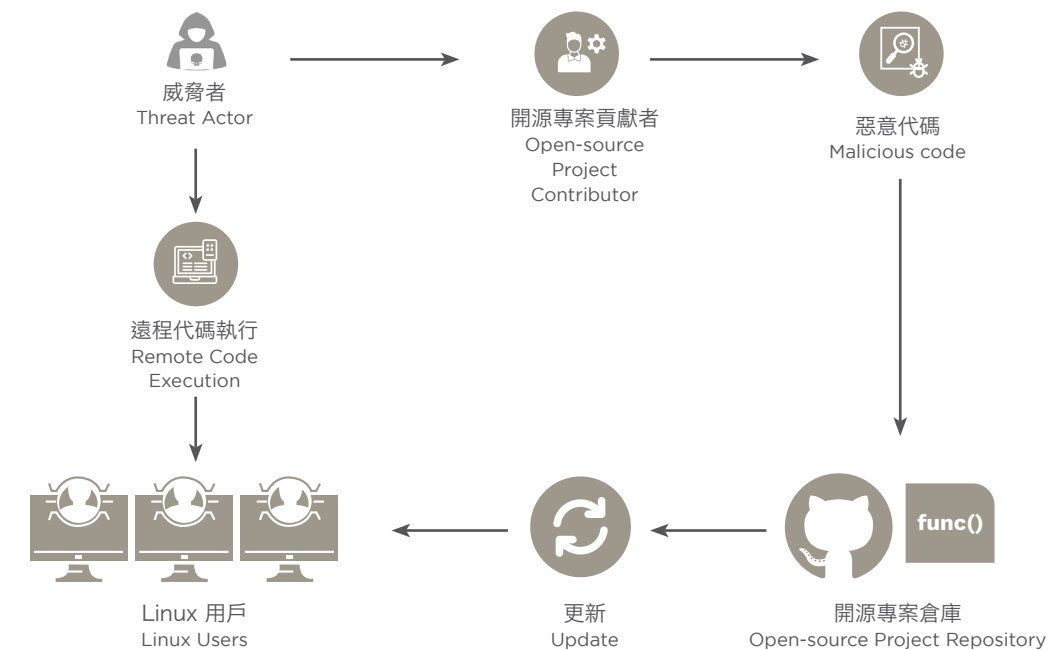 威脅者
Threat Actor
開源專案貢獻者
Open-source
Project
Contributor
惡意代碼
Malicious code
遠程代碼執行
Remote Code
Execution
func()
Linux 用戶
Linux Users
更新
Update
開源專案倉庫
Open-source Project Repository